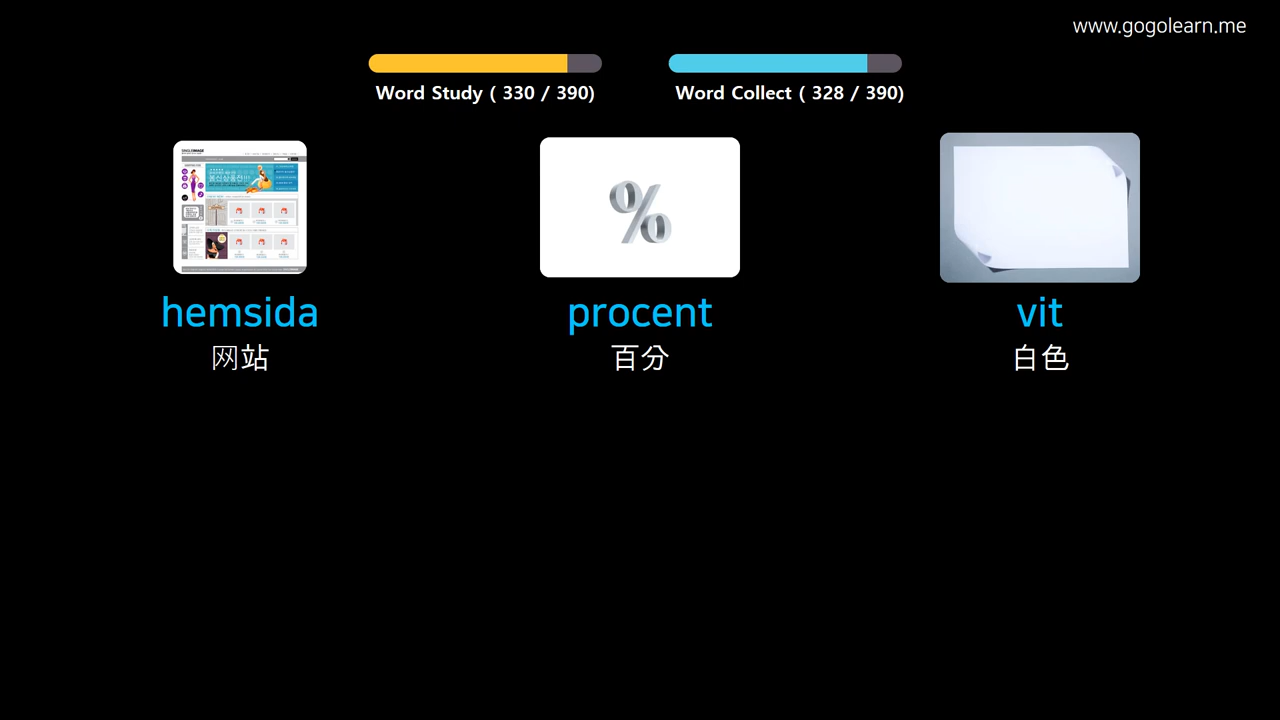 www.gogolearn.me
Word Study ( 330 / 390)
Word Collect ( 328 / 390)
hemsida
procent
vit
网站
百分
白色